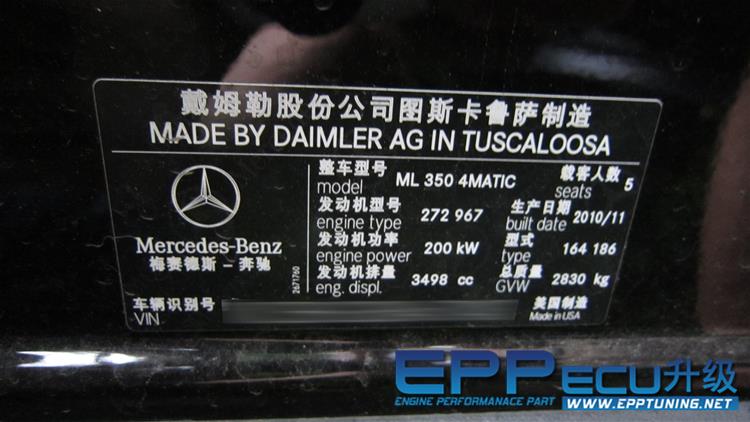 戴姆勒股份公司图斯卡鲁萨制造
MADE BY DAIMLER AG IN TUSCALOOSA
整车型号 载客人数
model ML 350 4MATIC seats 5
发动机型号 生产日期
engine type 272 967 built date 2010/11
发动机功率 型式
engine power 200 kW type 164 186
发动机排量 总质量
eng. displ. 3498 cc GVW 2830 kg
Mercedes-Benz
梅赛德斯－奔驰
2671760
车辆识别号 美国制造
VIN Made in USA
EPP ECU升级
ENGINE PERFORMANACE PART WWW.EPPTUNING.NET